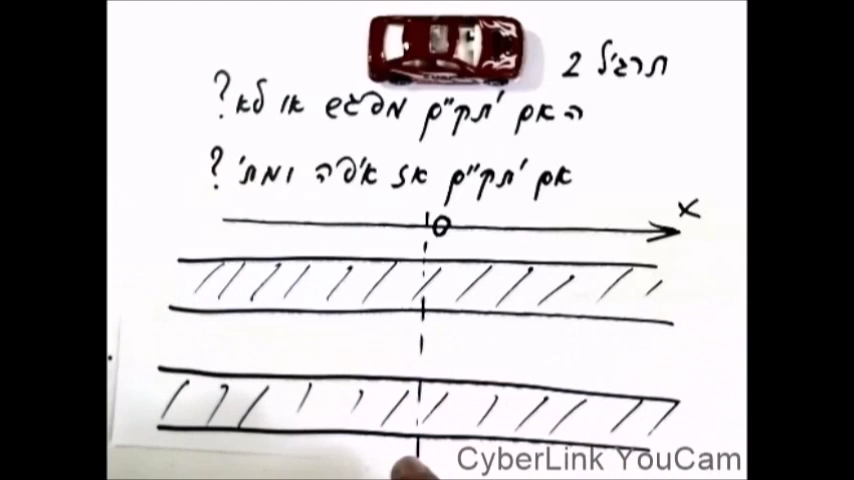 תרגיל 2
האם יתקיים מפגש או לא?
אם יתקיים אז איפה ומתי?
x
0
CyberLink YouCam